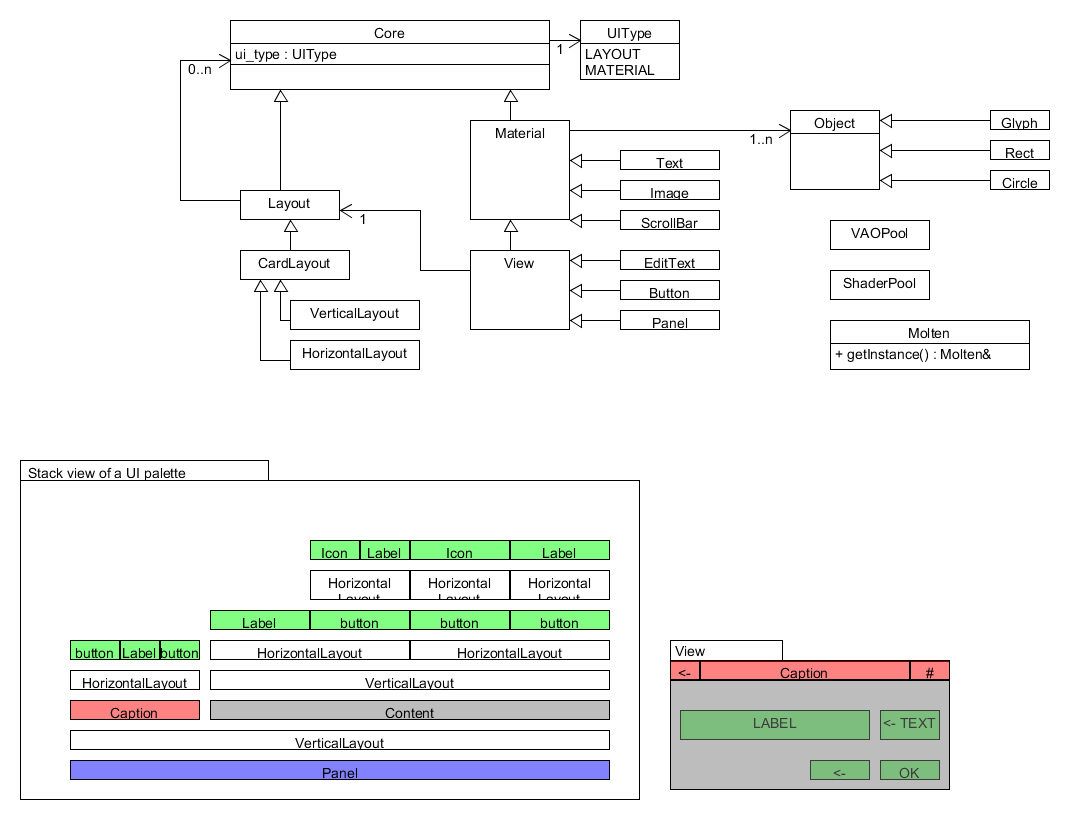 Core
ui_type : UIType
1
UIType
LAYOUT
MATERIAL
0..n
Material
1..n
Object
Glyph
Rect
Circle
Text
Image
ScrollBar
Layout
1
CardLayout
View
EditText
Button
Panel
VerticalLayout
HorizontalLayout
VAOPool
ShaderPool
Molten
+ getInstance() : Molten&
Stack view of a UI palette
Icon Label Icon Label
Horizontal Horizontal Horizontal
Layout Layout Layout
Label button button button
button Label button HorizontalLayout HorizontalLayout
HorizontalLayout VerticalLayout
Caption Content
VerticalLayout
Panel
View
<- Caption #
LABEL <- TEXT
<- OK